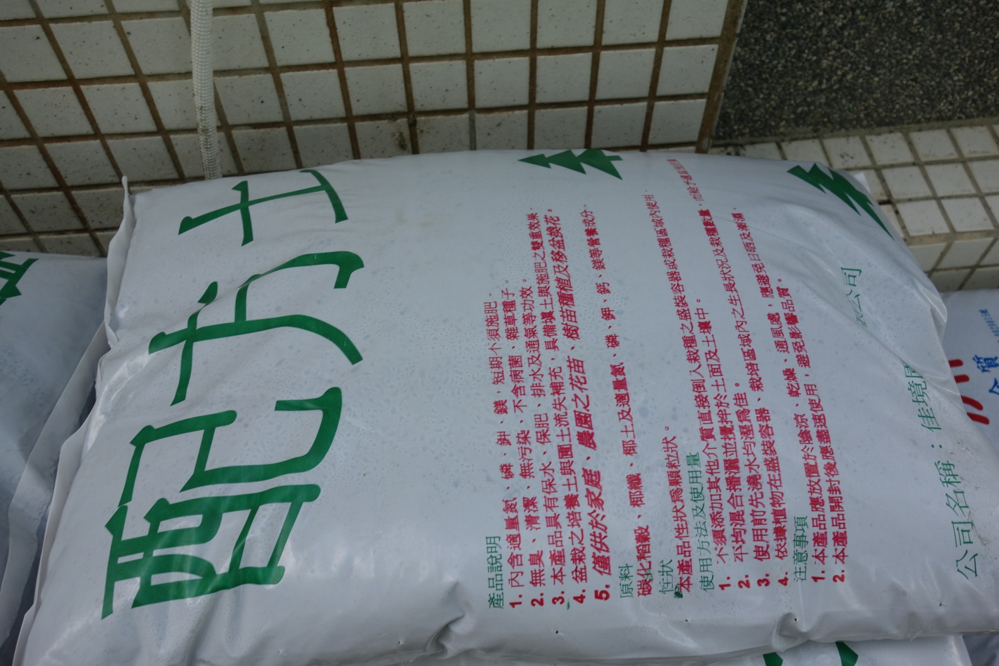 配方土
產品說明
1. 內含適量氮、磷、鉀、鎂，短期不須施肥。
2. 無臭、清潔、無污染、不含病菌、雜草種子。
3. 本產品具有保水、保肥、排水及通氣等功效。
4. 盆栽之培養土與圃土流失補充，具備填土與施肥之雙重效果。
5. 僅供於家庭、農園之花苗、樹苗種植及移盆換花。
原料
碳化稻穀、椰纖、椰土及適量氮、磷、鉀、鈣、鎂等營養成分。
性狀
本產品性狀為顆粒狀。
使用方法及使用量
1. 不須添加其他介質直接倒入栽種之盛裝容器或栽種區域內使用。
2. 平均混合播灑並攪拌於土面及土壤中。
3. 使用前先澆水均溼為佳。
4. 依據植物在盛裝容器、栽培區域內之生長狀況及栽種數量，而給予適當
注意事項
1. 本產品應放置於陰涼、乾燥、通風處，應避免日晒及潮濕。
2. 本產品開封後應盡速使用，避免影響品質。
公司名稱：佳境
公司
介質